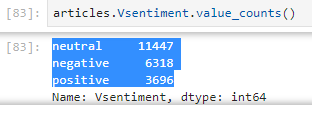 [83]: articles.Vsentiment.value_counts()
[83]: neutral 11447
negative 6318
positive 3696
Name: Vsentiment, dtype: int64